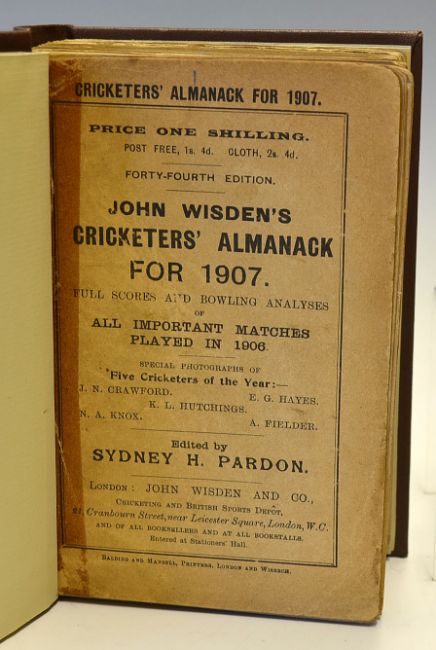 CRICKETERS' ALMANACK FOR 1907.
PRICE ONE SHILLING.
POST FREE, 1s. 4d. CLOTH, 2s. 4d.
FORTY-FOURTH EDITION.
JOHN WISDEN'S
CRICKETERS' ALMANACK
FOR 1907.
FULL SCORES AND BOWLING ANALYSES
OF
ALL IMPORTANT MATCHES
PLAYED IN 1906.
SPECIAL PHOTOGRAPHS OF
Five Cricketers of the Year:—
J. N. CRAWFORD. E. G. HAYES.
K. L. HUTCHINGS.
N. A. KNOX. A. FIELDER.
Edited by
SYDNEY H. PARDON.
LONDON: JOHN WISDEN AND CO.,
CRICKETING AND BRITISH SPORTS DEPÔT,
21, Cranbourn Street, near Leicester Square, London, W.C.
AND OF ALL BOOKSELLERS AND AT ALL BOOKSTALLS.
Entered at Stationers' Hall.
BALDING AND MANSELL, PRINTERS, LONDON AND WISBECH.